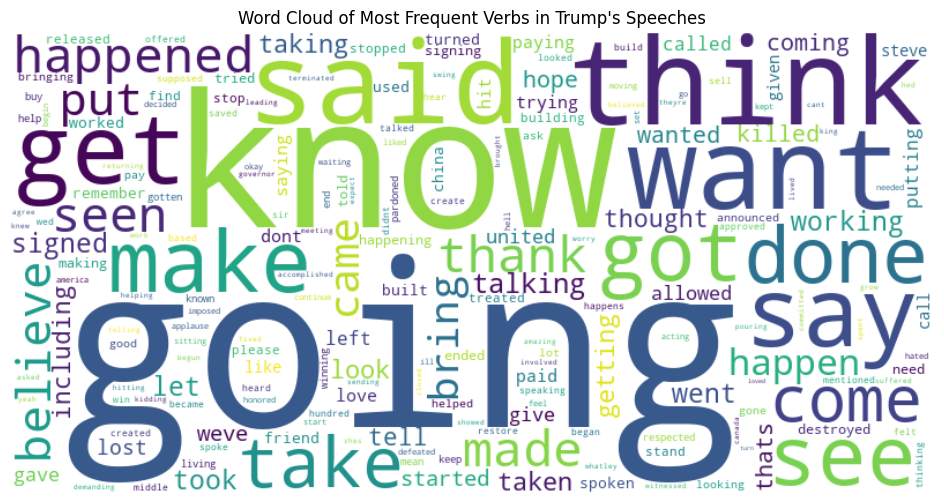 Word Cloud of Most Frequent Verbs in Trump's Speeches
released
offered
taking
stopped
turned
signing
paying
looked
build
called
coming
steve
happened
said
think
bringing
tried
terminated
used
hit
swing
hear
hope
given
moving
sell
had
buy
put
find
stop
leading
trying
believed
go
theyre
kept
cant
help
begin
worked
decided
saved
building
set
king
get
know
talked
liked
ask
wanted
killed
want
putting
returning
okay
governor
waiting
saying
china
brought
remember
pay
gotten
told
expect
pardoned
create
lived
needed
agree
wed
knew
seen
sir
end
didnt
hell
thought
announced
approved
working
signed
based
work
dont
meeting
happening
united
worry
got
done
making
make
came
thank
america
accomplished
built
treated
talking
happens
allowed
say
call
believe
including
helping
known
imposed
continue
bring
going
pouring
committed
grow
telling
applause
fixed
ill
left
ended
amazing
acting
spent
good
sitting
begun
please
winning
look
lot
involved
getting
happen
asked
hitting
like
sending
paid
loved
mentioned
suffered
hated
yeah
win
kidding
let
heard
love
speaking
feel
went
need
come
became
honored
helped
give
gone
destroyed
felt
created
hundred
start
showed
canada
lost
weve
spoke
friend
shes
tell
began
restore
made
respected
stand
turn
thats
see
thinking
gave
living
took
take
defeated
mean
keep
started
whatley
taken
spoken
witnessed
looking
demanding
middle